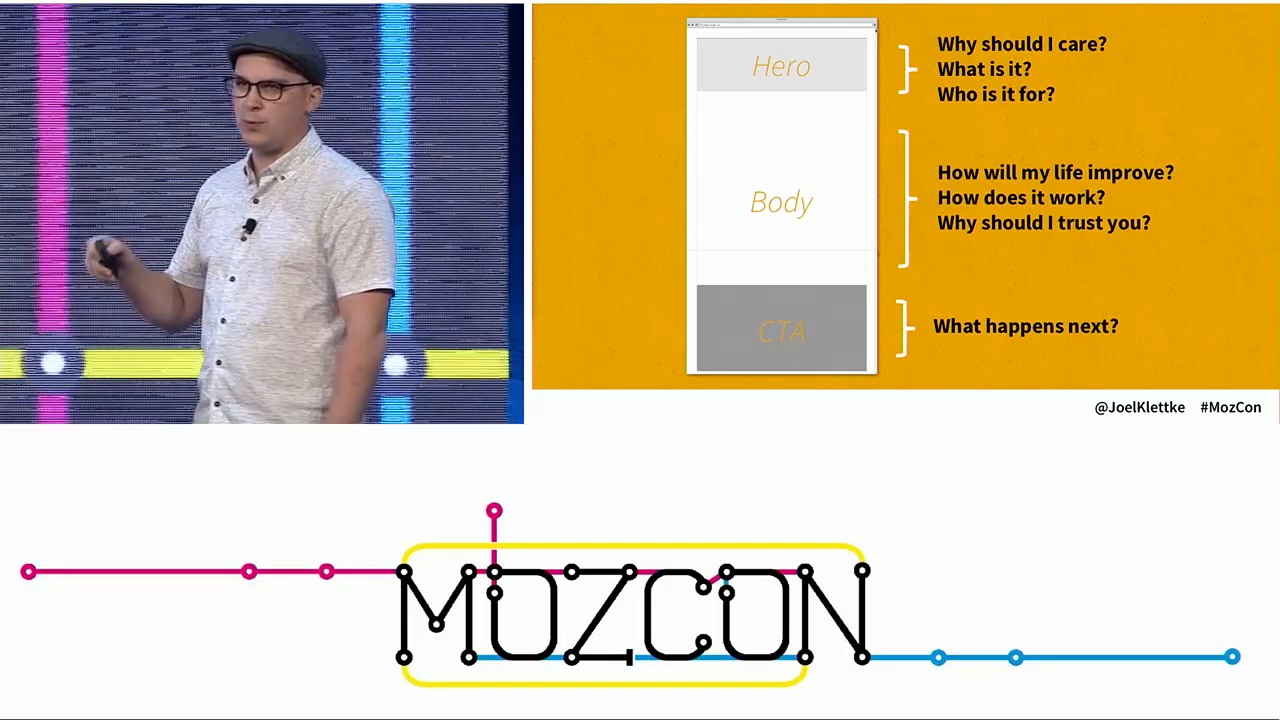 Hero
Why should I care?
What is it?
Who is it for?
Body
How will my life improve?
How does it work?
Why should I trust you?
CTA
What happens next?
@JoelKlettke #MozCon
MOZCON